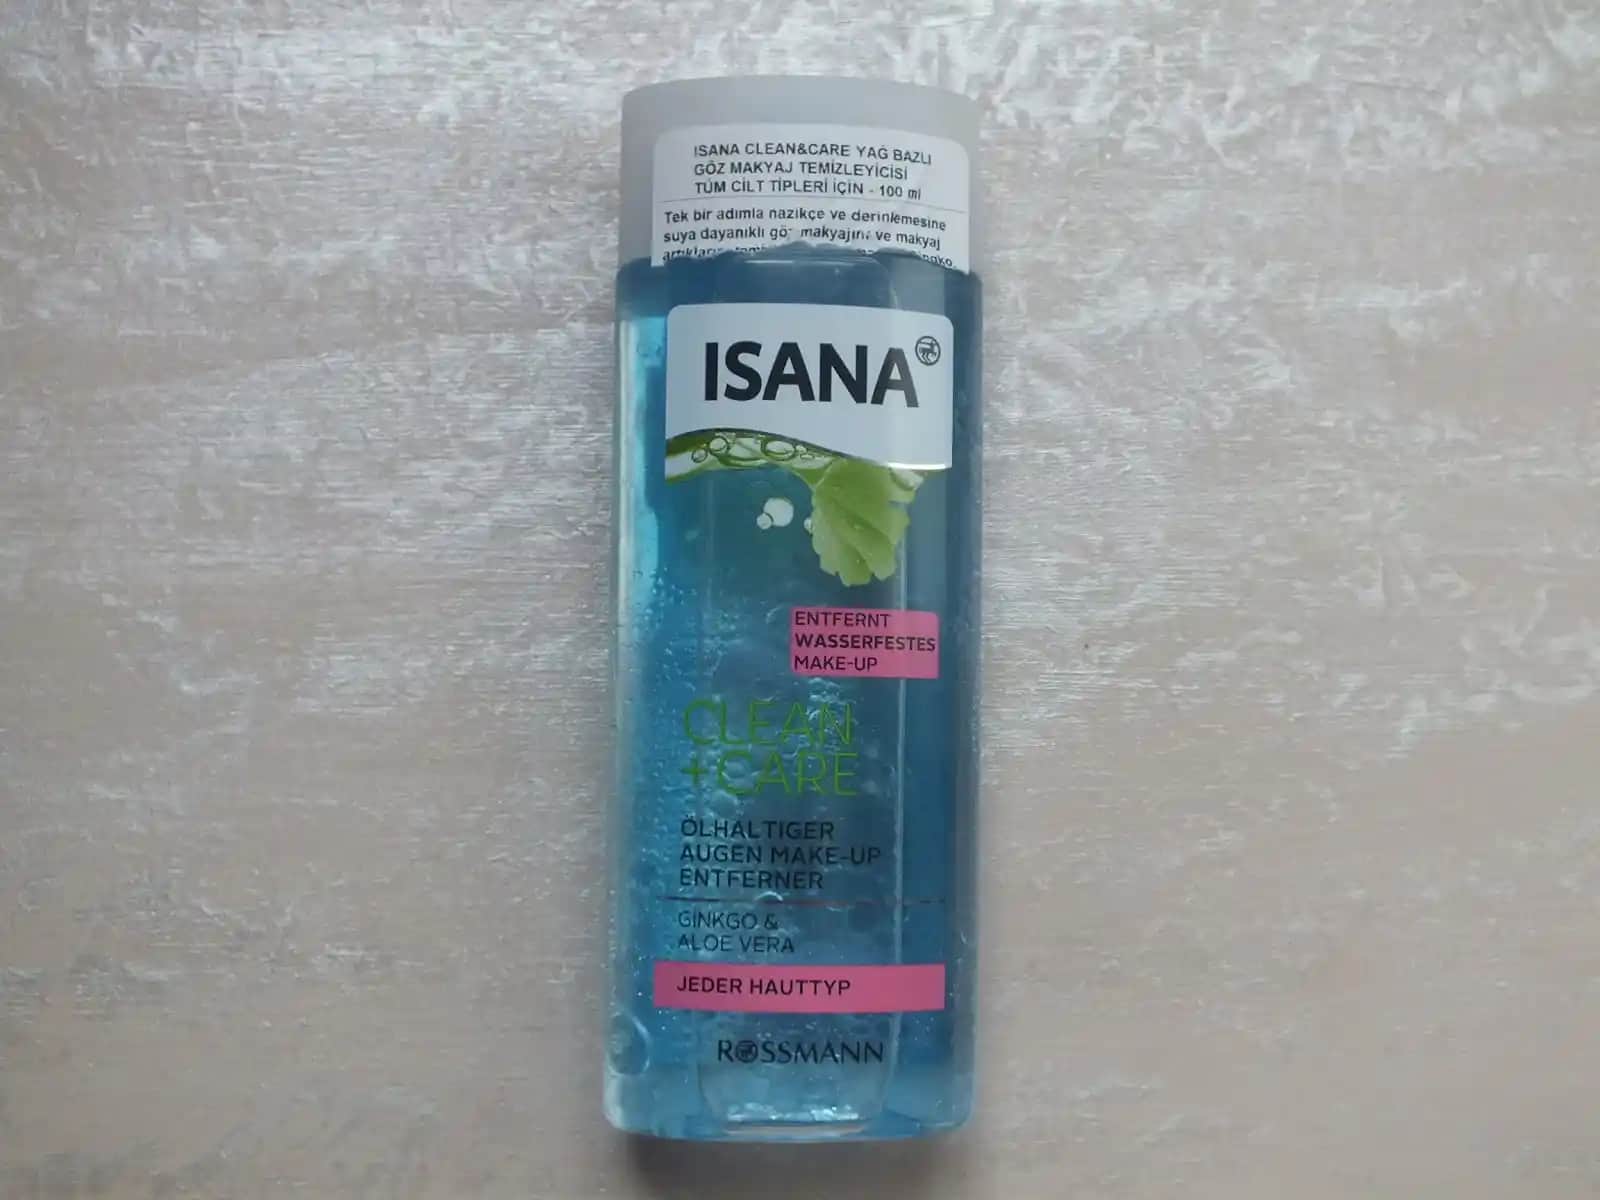 ISANA CLEAN&CARE YAĞ BAZLI
GÖZ MAKYAJ TEMİZLEYİCİSİ
TÜM CİLT TİPLERİ İÇİN - 100 ml
Tek bir adımla nazikçe ve derinlemesine
suya dayanıklı göz makyajını ve makyaj
ISANA
ENTFERNT
WASSERFESTES
MAKE-UP
CLEAN
+CARE
ÖLHALTIGER
AUGEN MAKE-UP
ENTFERNER
GINKGO &
ALOE VERA
JEDER HAUTTYP
ROSSMANN